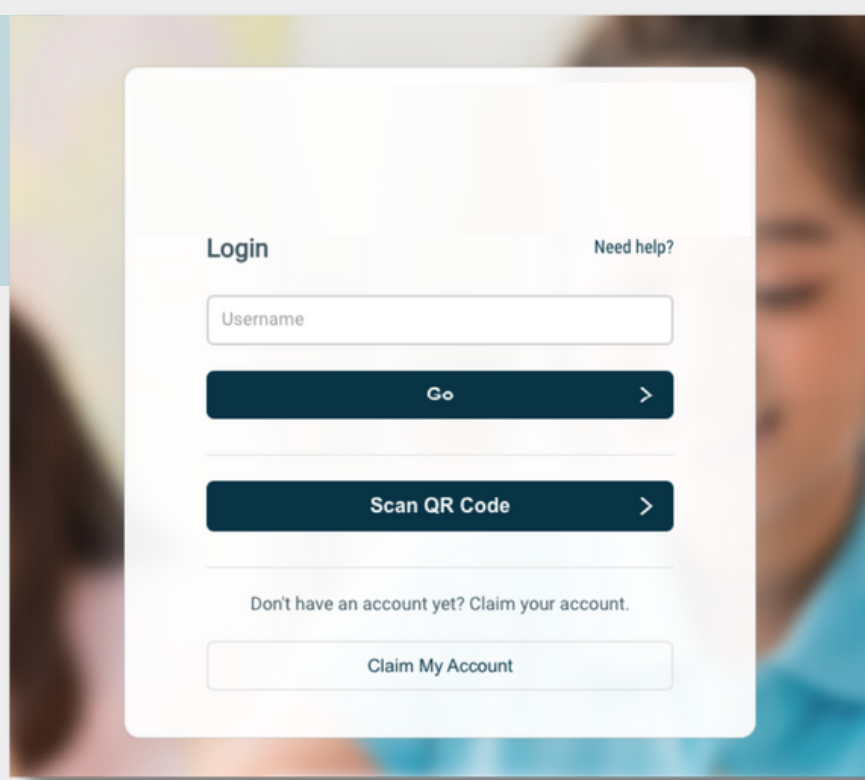 Login
Need help?
Username
Go
Scan QR Code
Don't have an account yet? Claim your account.
Claim My Account